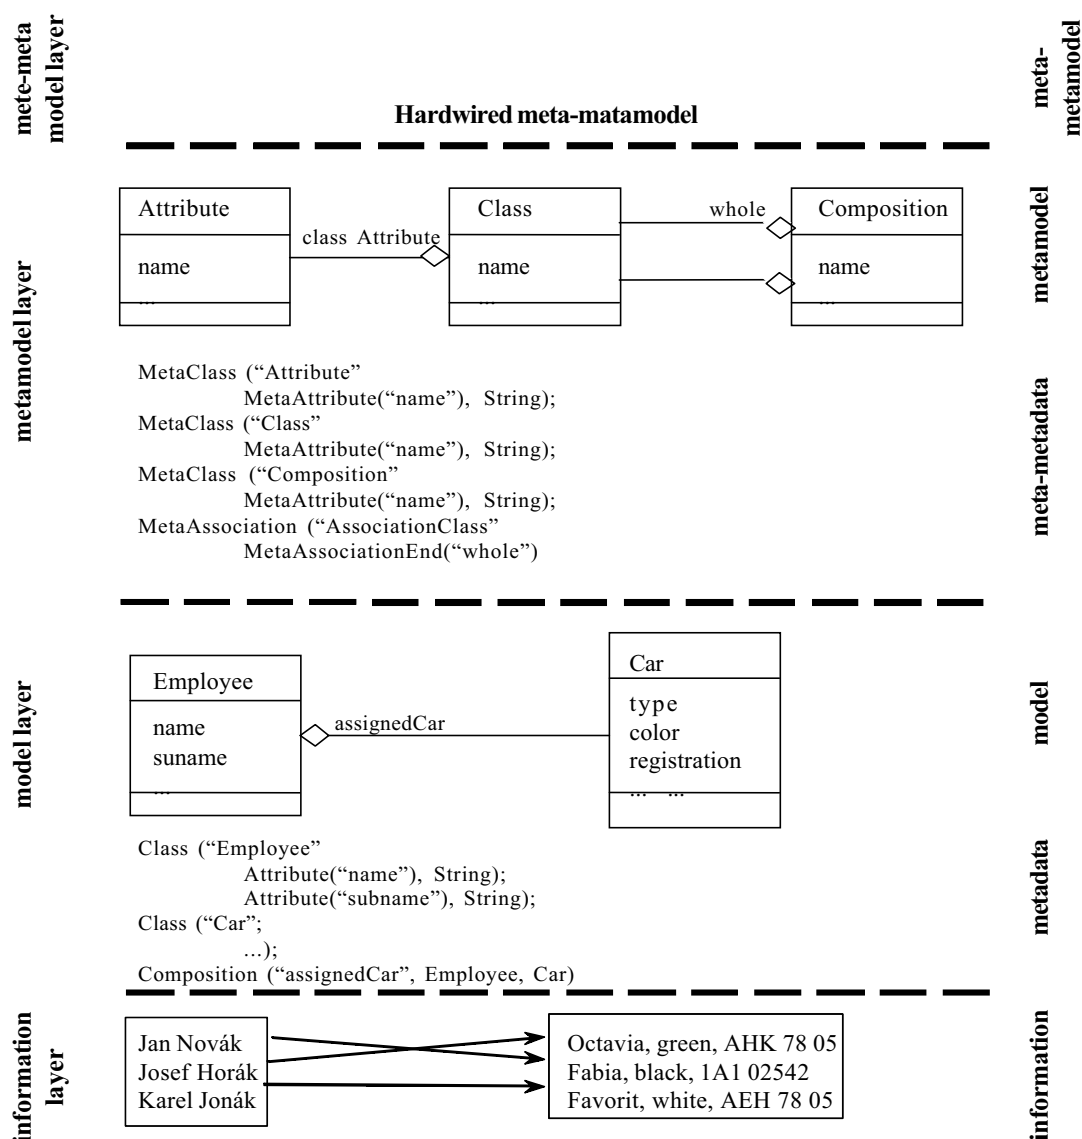 mete-meta
model layer
meta-
metamodel
Hardwired meta-matamodel
metamodel layer
metamodel
Attribute
name
...
class Attribute
Class
name
...
whole
Composition
name
...
MetaClass (“Attribute”
MetaAttribute(“name”), String);
MetaClass (“Class”
MetaAttribute(“name”), String);
MetaClass (“Composition”
MetaAttribute(“name”), String);
MetaAssociation (“AssociationClass”
MetaAssociationEnd(“whole”)
meta-metadata
model layer
model
Employee
name
suname
...
assignedCar
Car
type
color
registration
... ...
Class (“Employee”
Attribute(“name”), String);
Attribute(“subname”), String);
Class (“Car”;
...);
Composition (“assignedCar”, Employee, Car)
metadata
information
layer
Jan Novák
Josef Horák
Karel Jonák
Octavia, green, AHK 78 05
Fabia, black, 1A1 02542
Favorit, white, AEH 78 05
information